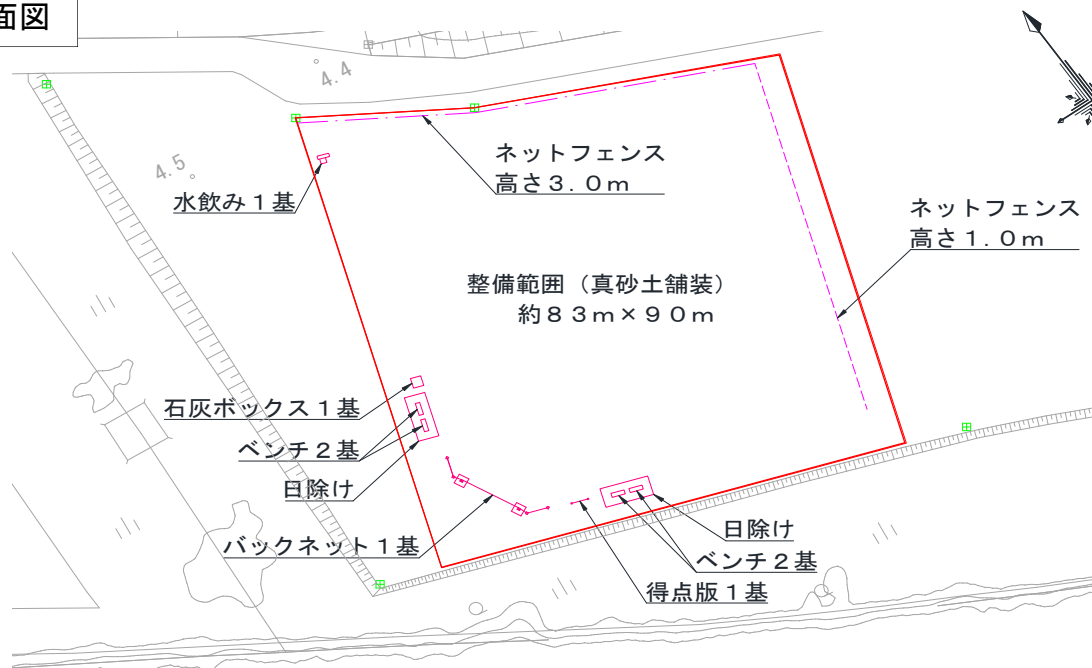 面図
4.4
4.5
ネットフェンス
高さ3.0m
水飲み1基
ネットフェンス
高さ1.0m
整備範囲（真砂土舗装）
約83m×90m
石灰ボックス1基
ベンチ2基
日除け
バックネット1基
日除け
ベンチ2基
得点版1基